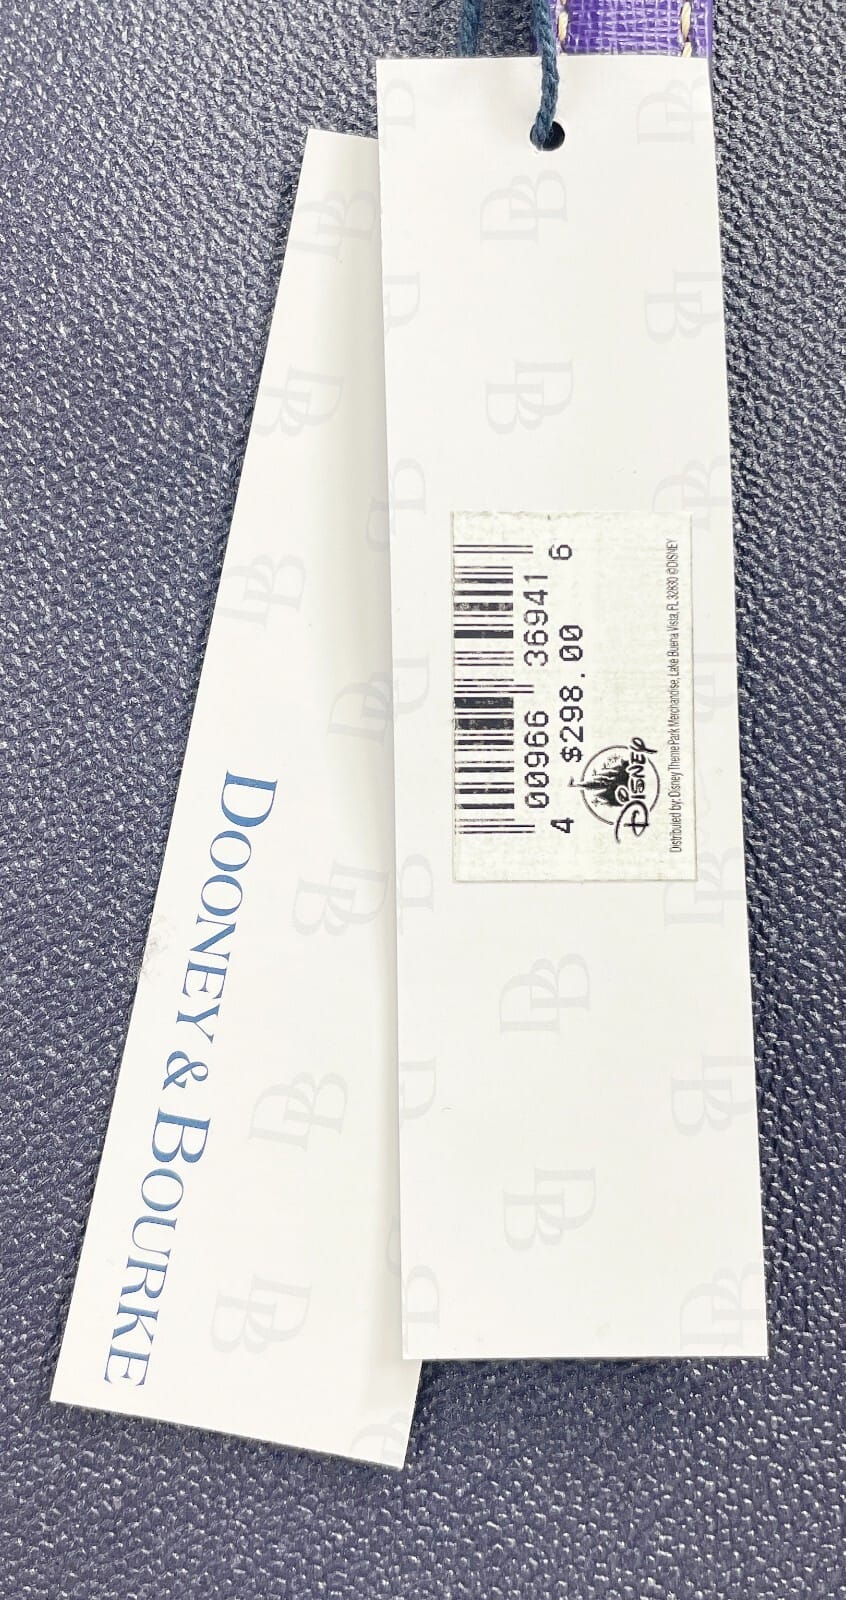 DOONEY & BOURKE
4 00966 36941 6
$298.00
DISNEY
Distributed by: Disney Theme Park Merchandise, Lake Buena Vista, FL 32830 ©DISNEY
DB